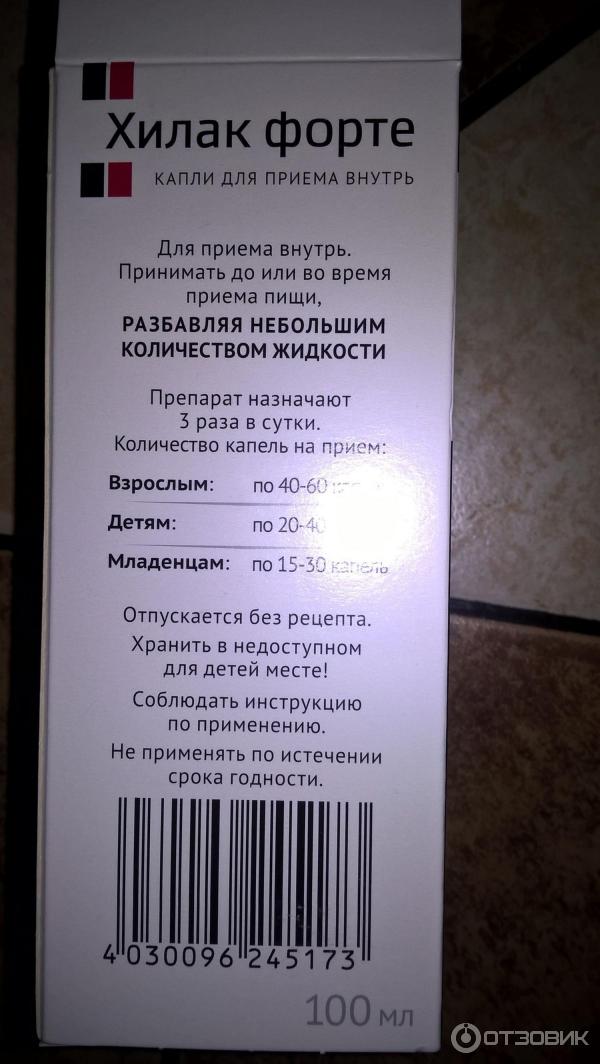 Хилак форте
КАПЛИ ДЛЯ ПРИЕМА ВНУТРЬ
Для приема внутрь.
Принимать до или во время
приема пищи,
РАЗБАВЛЯЯ НЕБОЛЬШИМ
КОЛИЧЕСТВОМ ЖИДКОСТИ
Препарат назначают
3 раза в сутки.
Количество капель на прием:
Взрослым: по 40-60
Детям: по 20-40
Младенцам: по 15-30 капель
Отпускается без рецепта.
Хранить в недоступном
для детей месте!
Соблюдать инструкцию
по применению.
Не применять по истечении
срока годности.
4 030096 245173
100 мл
ОТЗОВИК